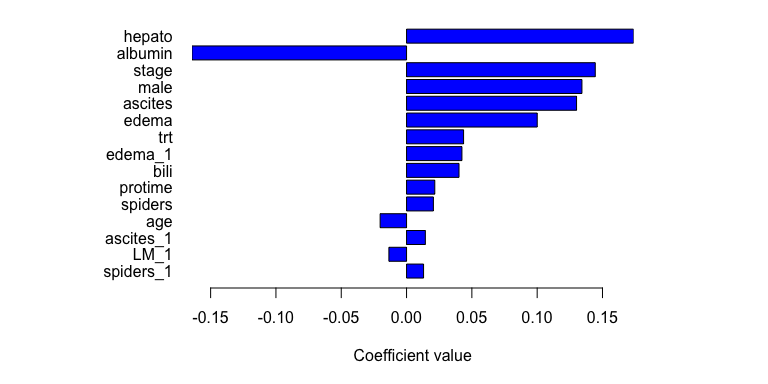 hepato
albumin
stage
male
ascites
edema
trt
edema_1
bili
protime
spiders
age
ascites_1
LM_1
spiders_1
-0.15 -0.10 -0.05 0.00 0.05 0.10 0.15
Coefficient value